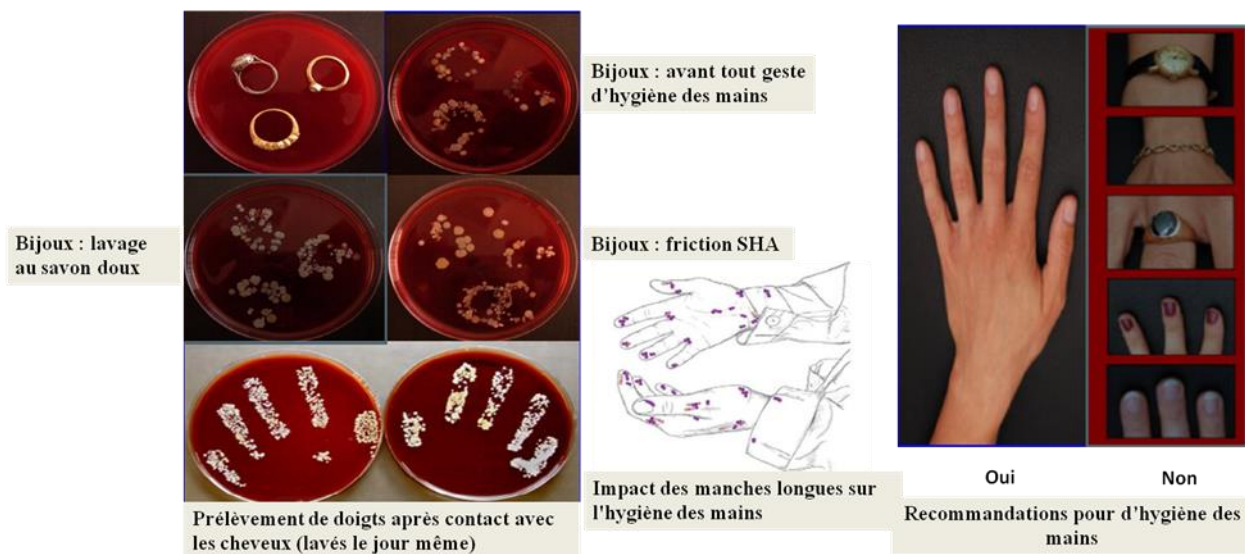 Bijoux : avant tout geste
d'hygiène des mains
Bijoux : lavage
au savon doux
Bijoux : friction SHA
Prélèvement de doigts après contact avec
les cheveux (lavés le jour même)
Impact des manches longues sur
l'hygiène des mains
Oui
Non
Recommandations pour d'hygiène des
mains